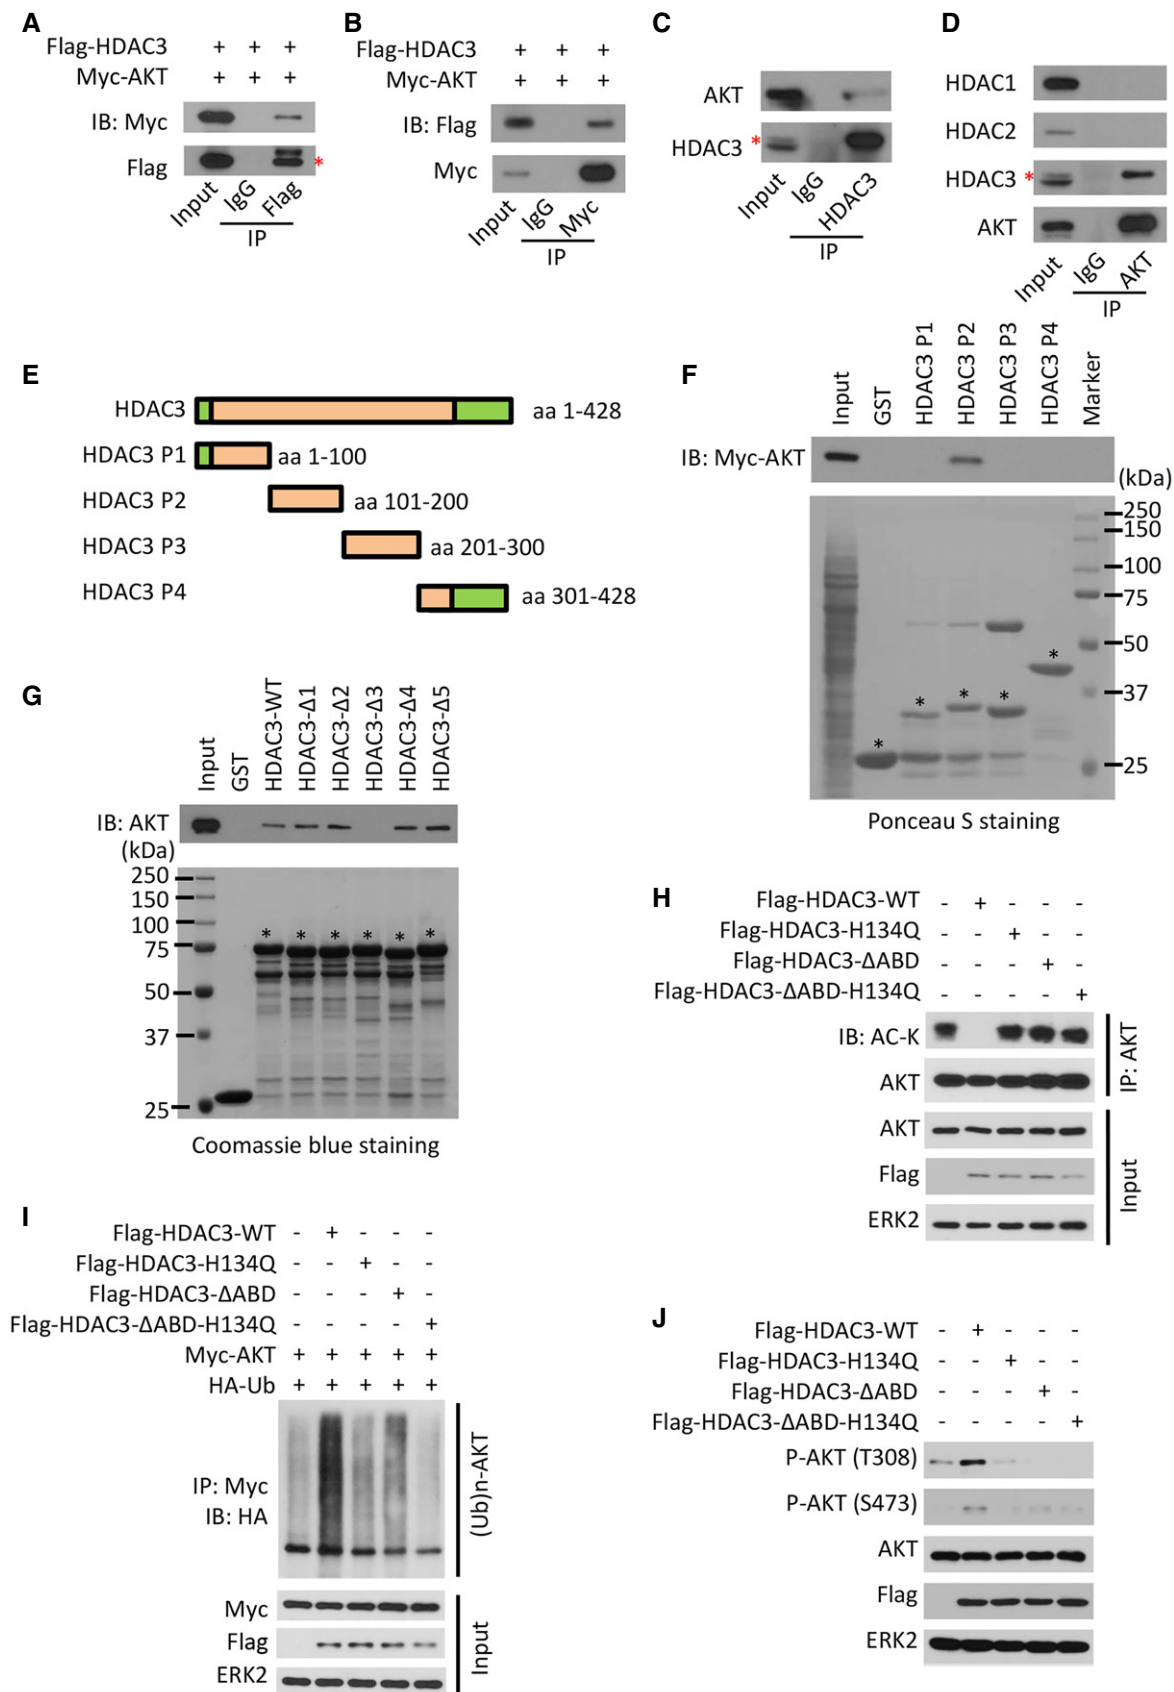 A
Flag-HDAC3 + + +
Myc-AKT + + +
IB: Myc
Flag *
Input IgG Flag
IP
B
Flag-HDAC3 + + +
Myc-AKT + + +
IB: Flag
Myc
Input IgG Myc
IP
C
AKT
HDAC3 *
Input IgG HDAC3
IP
D
HDAC1
HDAC2
HDAC3 *
AKT
Input IgG AKT
IP
E
HDAC3 aa 1-428
HDAC3 P1 aa 1-100
HDAC3 P2 aa 101-200
HDAC3 P3 aa 201-300
HDAC3 P4 aa 301-428
F
Input GST HDAC3 P1 HDAC3 P2 HDAC3 P3 HDAC3 P4 Marker
IB: Myc-AKT
(kDa)
250
150
100
75
50
37
25
* * * * *
Ponceau S staining
G
Input GST HDAC3-WT HDAC3-Δ1 HDAC3-Δ2 HDAC3-Δ3 HDAC3-Δ4 HDAC3-Δ5
IB: AKT
(kDa)
250
150
100
75
50
37
25
* * * * * *
Coomassie blue staining
H
Flag-HDAC3-WT - + - - -
Flag-HDAC3-H134Q - - + - -
Flag-HDAC3-ΔABD - - - + -
Flag-HDAC3-ΔABD-H134Q - - - - +
IB: AC-K
AKT
IP: AKT
AKT
Flag
ERK2
Input
I
Flag-HDAC3-WT - + - - -
Flag-HDAC3-H134Q - - + - -
Flag-HDAC3-ΔABD - - - + -
Flag-HDAC3-ΔABD-H134Q - - - - +
Myc-AKT + + + + +
HA-Ub + + + + +
IP: Myc
IB: HA
(Ub)n-AKT
Myc
Flag
ERK2
Input
J
Flag-HDAC3-WT - + - - -
Flag-HDAC3-H134Q - - + - -
Flag-HDAC3-ΔABD - - - + -
Flag-HDAC3-ΔABD-H134Q - - - - +
P-AKT (T308)
P-AKT (S473)
AKT
Flag
ERK2